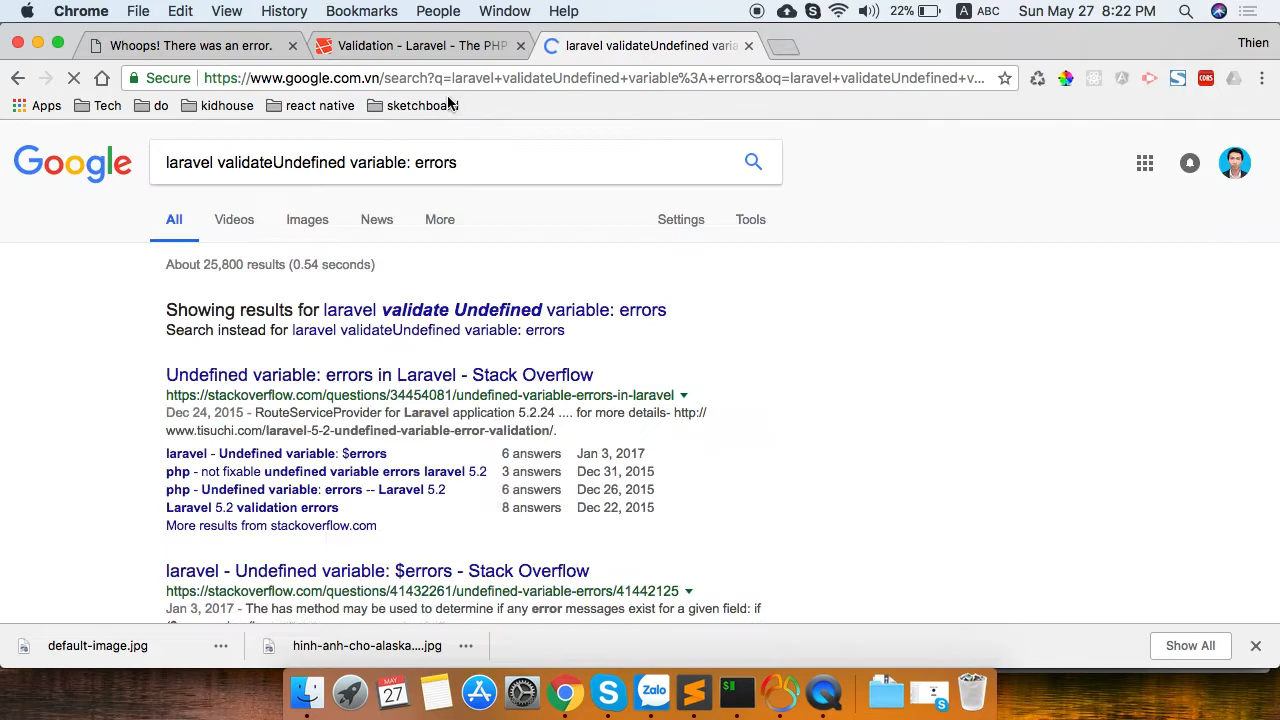 Chrome File Edit View History Bookmarks People Window Help 22% A ABC Sun May 27 8:22 PM
Whoops! There was an error. Validation - Laravel - The PHP laravel validateUndefined varia Thien
Secure https://www.google.com.vn/search?q=laravel+validateUndefined+variable%3A+errors&oq=laravel+validateUndefined+v... CORS
Apps Tech do kidhouse react native sketchboard
Google laravel validateUndefined variable: errors
All Videos Images News More Settings Tools
About 25,800 results (0.54 seconds)
Showing results for laravel validate Undefined variable: errors
Search instead for laravel validateUndefined variable: errors
Undefined variable: errors in Laravel - Stack Overflow
https://stackoverflow.com/questions/34454081/undefined-variable-errors-in-laravel
Dec 24, 2015 - RouteServiceProvider for Laravel application 5.2.24 .... for more details- http://
www.tisuchi.com/laravel-5-2-undefined-variable-error-validation/.
laravel - Undefined variable: $errors 6 answers Jan 3, 2017
php - not fixable undefined variable errors laravel 5.2 3 answers Dec 31, 2015
php - Undefined variable: errors -- Laravel 5.2 6 answers Dec 26, 2015
Laravel 5.2 validation errors 8 answers Dec 22, 2015
More results from stackoverflow.com
laravel - Undefined variable: $errors - Stack Overflow
https://stackoverflow.com/questions/41432261/undefined-variable-errors/41442125
Jan 3, 2017 - The has method may be used to determine if any error messages exist for a given field: if
default-image.jpg hinh-anh-cho-alaska....jpg Show All
MAY
27 Zalo